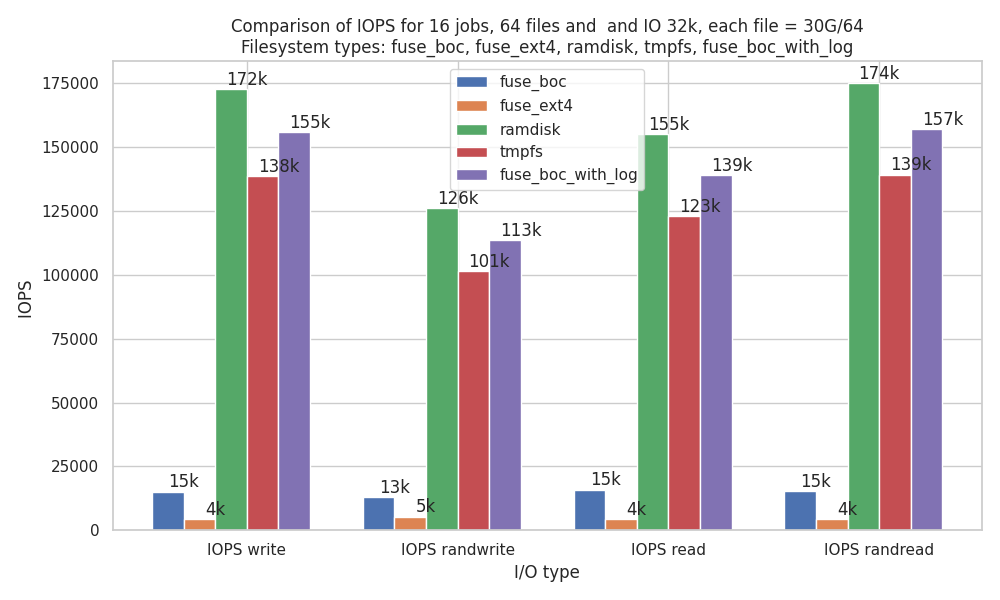 Comparison of IOPS for 16 jobs, 64 files and  and IO 32k, each file = 30G/64
Filesystem types: fuse_boc, fuse_ext4, ramdisk, tmpfs, fuse_boc_with_log
fuse_boc
fuse_ext4
ramdisk
tmpfs
fuse_boc_with_log
IOPS
175000
150000
125000
100000
75000
50000
25000
0
15k
4k
172k
138k
155k
13k
5k
126k
101k
113k
15k
4k
155k
123k
139k
15k
4k
174k
139k
157k
IOPS write
IOPS randwrite
IOPS read
IOPS randread
I/O type